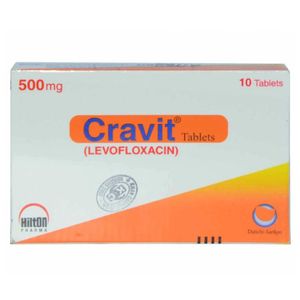 500mg
10 Tablets
Cravit® Tablets
(LEVOFLOXACIN)
Hilton
PHARMA
Daiichi-Sankyo